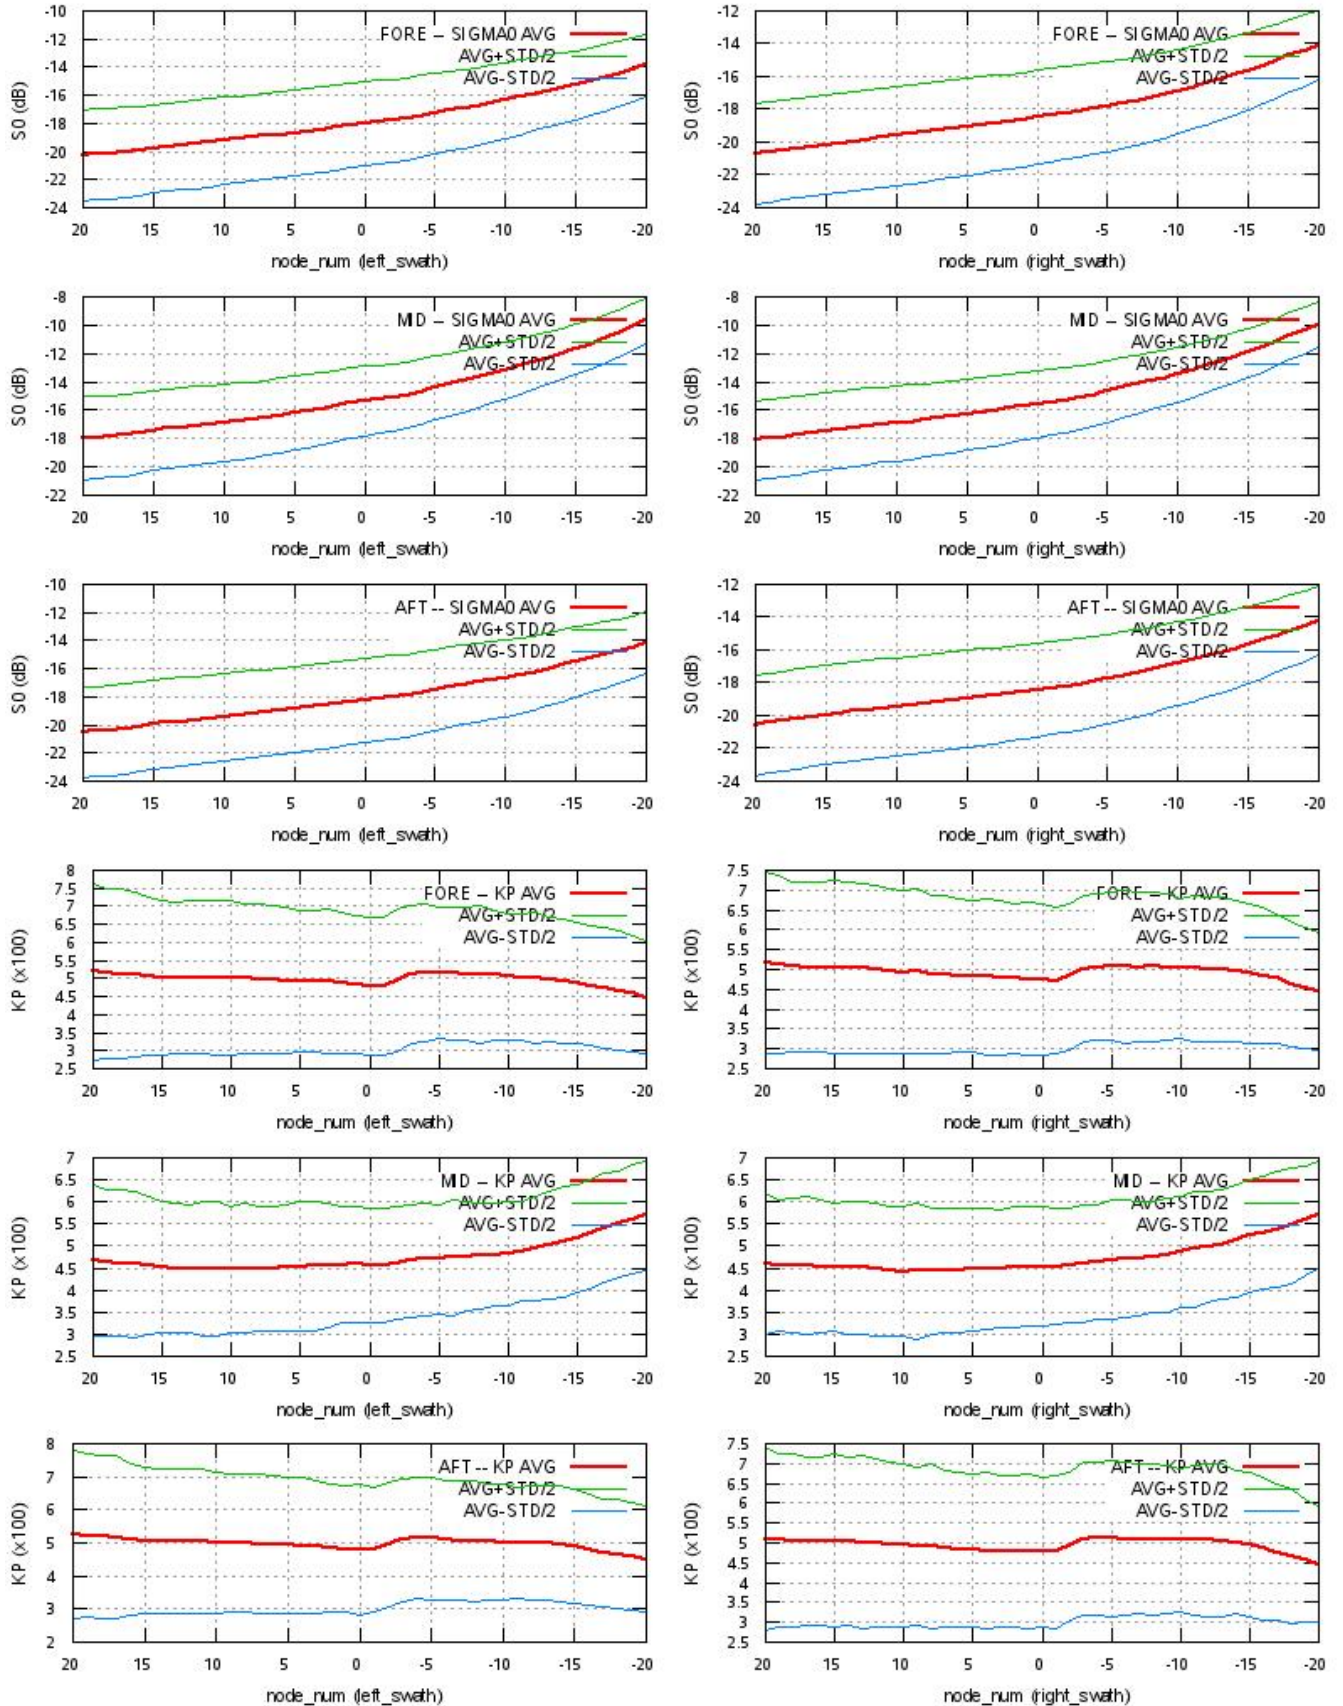 -10
-12
-14
-16
-18
-20
-22
-24
S0 (dB)
FORE – SIGMA0 AVG
AVG+STD/2
AVG-STD/2
20 15 10 5 0 -5 -10 -15 -20
node_num (left_swath)
-12
-14
-16
-18
-20
-22
-24
S0 (dB)
FORE – SIGMA0 AVG
AVG+STD/2
AVG-STD/2
20 15 10 5 0 -5 -10 -15 -20
node_num (right_swath)
-8
-10
-12
-14
-16
-18
-20
-22
S0 (dB)
MID – SIGMA0 AVG
AVG+STD/2
AVG-STD/2
20 15 10 5 0 -5 -10 -15 -20
node_num (left_swath)
-8
-10
-12
-14
-16
-18
-20
-22
S0 (dB)
MID – SIGMA0 AVG
AVG+STD/2
AVG-STD/2
20 15 10 5 0 -5 -10 -15 -20
node_num (right_swath)
-10
-12
-14
-16
-18
-20
-22
-24
S0 (dB)
AFT -- SIGMA0 AVG
AVG+STD/2
AVG-STD/2
20 15 10 5 0 -5 -10 -15 -20
node_num (left_swath)
-12
-14
-16
-18
-20
-22
-24
S0 (dB)
AFT -- SIGMA0 AVG
AVG+STD/2
AVG-STD/2
20 15 10 5 0 -5 -10 -15 -20
node_num (right_swath)
8
7.5
7
6.5
6
5.5
5
4.5
4
3.5
3
2.5
KP (x100)
FORE – KP AVG
AVG+STD/2
AVG-STD/2
20 15 10 5 0 -5 -10 -15 -20
node_num (left_swath)
7.5
7
6.5
6
5.5
5
4.5
4
3.5
3
2.5
KP (x100)
FORE – KP AVG
AVG+STD/2
AVG-STD/2
20 15 10 5 0 -5 -10 -15 -20
node_num (right_swath)
7
6.5
6
5.5
5
4.5
4
3.5
3
2.5
KP (x100)
MID – KP AVG
AVG+STD/2
AVG-STD/2
20 15 10 5 0 -5 -10 -15 -20
node_num (left_swath)
7
6.5
6
5.5
5
4.5
4
3.5
3
2.5
KP (x100)
MID – KP AVG
AVG+STD/2
AVG-STD/2
20 15 10 5 0 -5 -10 -15 -20
node_num (right_swath)
8
7
6
5
4
3
2
KP (x100)
AFT -- KP AVG
AVG+STD/2
AVG-STD/2
20 15 10 5 0 -5 -10 -15 -20
node_num (left_swath)
7.5
7
6.5
6
5.5
5
4.5
4
3.5
3
2.5
KP (x100)
AFT -- KP AVG
AVG+STD/2
AVG-STD/2
20 15 10 5 0 -5 -10 -15 -20
node_num (right_swath)